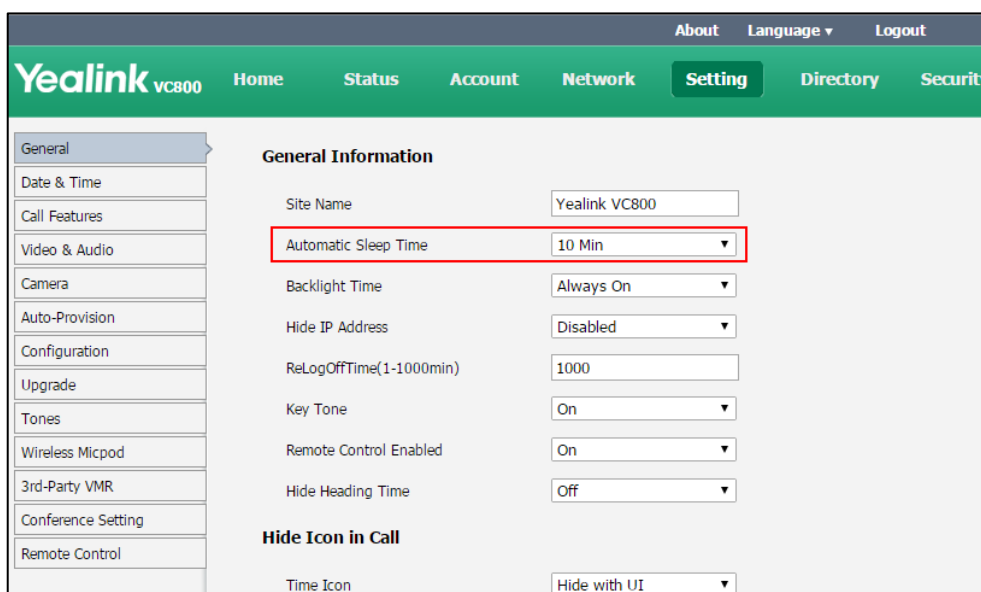 About Language ▾ Logout
Yealink VC800 Home Status Account Network Setting Directory Securit
General
Date & Time
Call Features
Video & Audio
Camera
Auto-Provision
Configuration
Upgrade
Tones
Wireless Micpod
3rd-Party VMR
Conference Setting
Remote Control
General Information
Site Name Yealink VC800
Automatic Sleep Time 10 Min
Backlight Time Always On
Hide IP Address Disabled
ReLogOffTime(1-1000min) 1000
Key Tone On
Remote Control Enabled On
Hide Heading Time Off
Hide Icon in Call
Time Icon Hide with UI